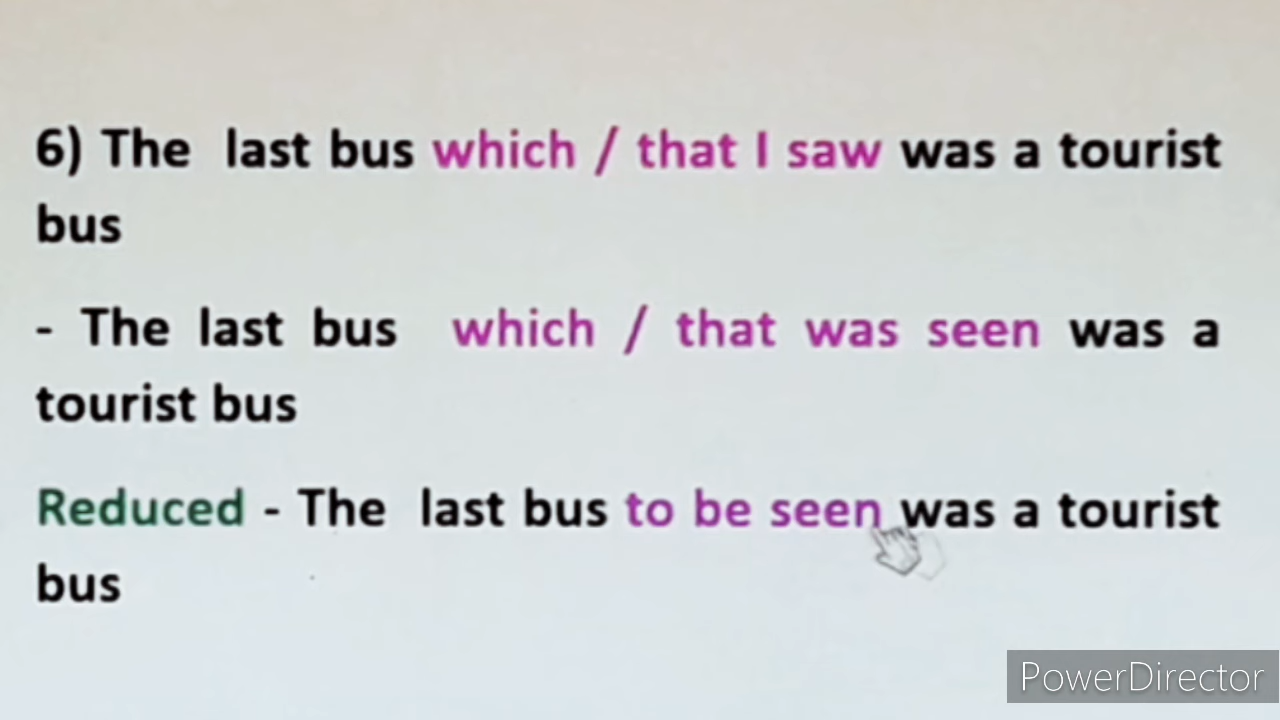 6) The last bus which / that I saw was a tourist
bus
- The last bus which / that was seen was a
tourist bus
Reduced - The last bus to be seen was a tourist
bus
PowerDirector